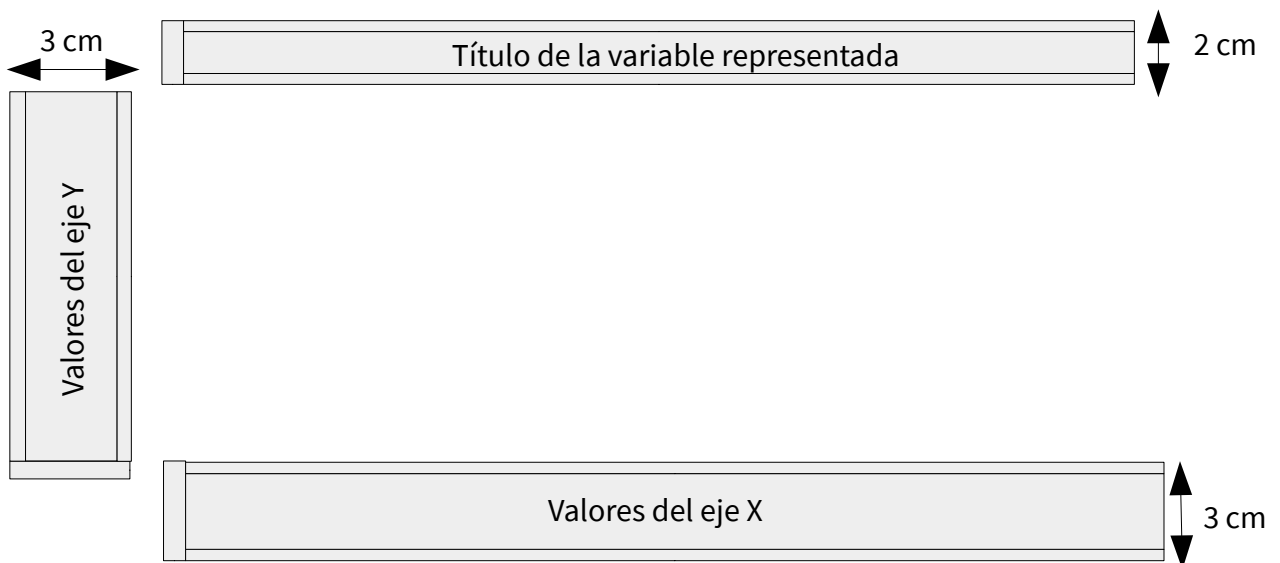 3 cm
Título de la variable representada
2 cm
Valores del eje Y
Valores del eje X
3 cm